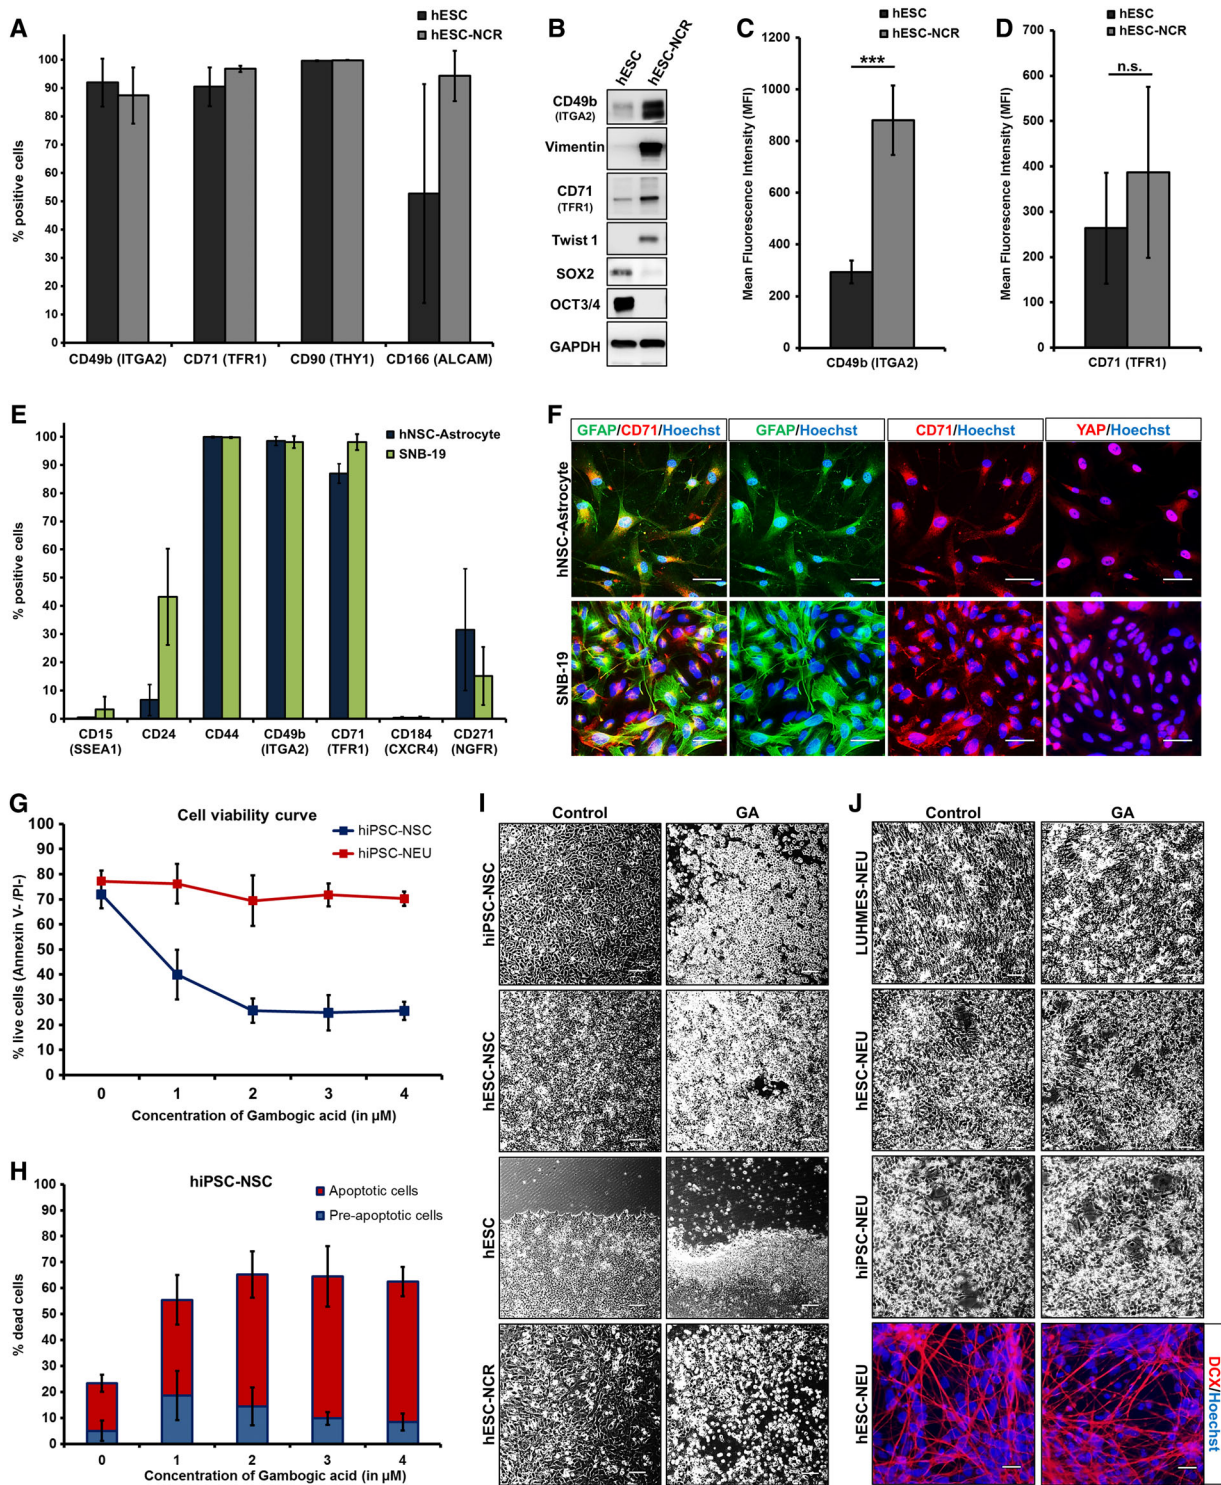 A
hESC
hESC-NCR
% positive cells
100
90
80
70
60
50
40
30
20
10
0
CD49b (ITGA2) CD71 (TFR1) CD90 (THY1) CD166 (ALCAM)
B
hESC hESC-NCR
CD49b
(ITGA2)
Vimentin
CD71
(TFR1)
Twist 1
SOX2
OCT3/4
GAPDH
C
hESC
hESC-NCR
Mean Fluorescence Intensity (MFI)
1200
1000
800
600
400
200
0
***
CD49b (ITGA2)
D
hESC
hESC-NCR
Mean Fluorescence Intensity (MFI)
700
600
500
400
300
200
100
0
n.s.
CD71 (TFR1)
E
hNSC-Astrocyte
SNB-19
% positive cells
100
90
80
70
60
50
40
30
20
10
0
CD15 CD24 CD44 CD49b CD71 CD184 CD271
(SSEA1) (ITGA2) (TFR1) (CXCR4) (NGFR)
F
GFAP/CD71/Hoechst GFAP/Hoechst CD71/Hoechst YAP/Hoechst
hNSC-Astrocyte
SNB-19
G
Cell viability curve
hiPSC-NSC
hiPSC-NEU
% live cells (Annexin V- /PI-)
100
90
80
70
60
50
40
30
20
10
0
0 1 2 3 4
Concentration of Gambogic acid (in µM)
H
hiPSC-NSC
Apoptotic cells
Pre-apoptotic cells
% dead cells
100
90
80
70
60
50
40
30
20
10
0
0 1 2 3 4
Concentration of Gambogic acid (in µM)
I
Control GA
hiPSC-NSC
hESC-NSC
hESC
hESC-NCR
J
Control GA
LUHMES-NEU
hESC-NEU
hiPSC-NEU
hESC-NEU
DCX/Hoechst